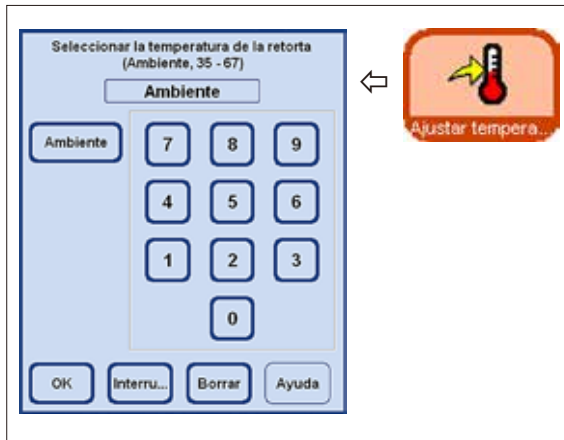 Seleccionar la temperatura de la retorta
(Ambiente, 35 - 67)
Ambiente
Ambiente
7 8 9
4 5 6
1 2 3
0
OK Interru... Borrar Ayuda
Ajustar tempera...